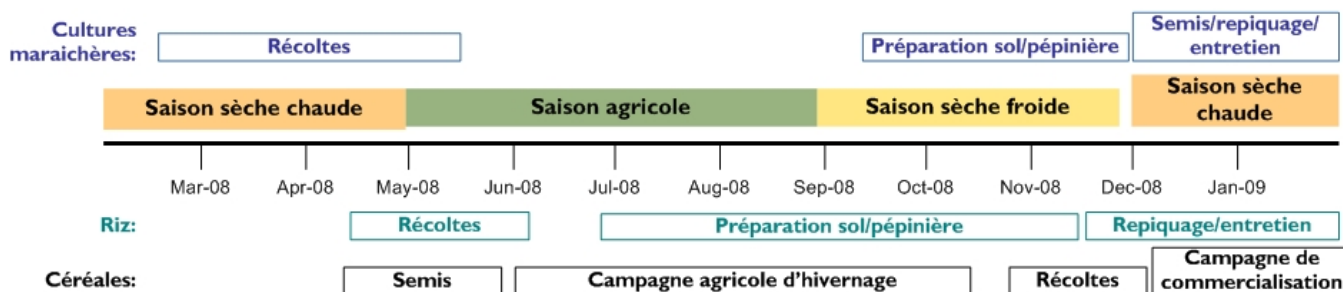 Cultures
maraichères:
Récoltes
Préparation sol/pépinière
Semis/repiquage/
entretien
Saison sèche chaude
Saison agricole
Saison sèche froide
Saison sèche
chaude
Mar-08 Apr-08 May-08 Jun-08 Jul-08 Aug-08 Sep-08 Oct-08 Nov-08 Dec-08 Jan-09
Riz:
Récoltes
Préparation sol/pépinière
Repiquage/entretien
Céréales:
Semis
Campagne agricole d'hivernage
Récoltes
Campagne de
commercialisation